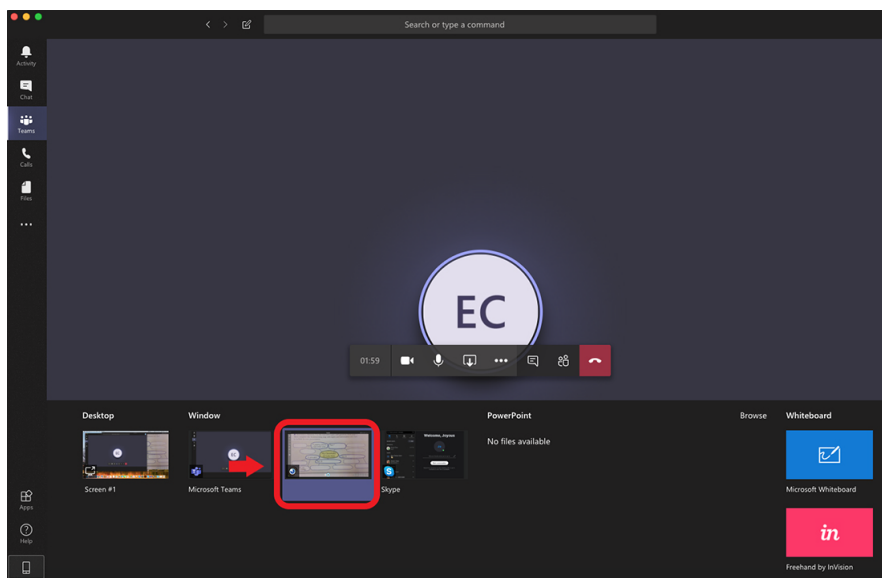 Search or type a command
Activity
Chat
Teams
Calls
Files
EC
01:59
Desktop
Window
PowerPoint
Browse
Whiteboard
No files available
Screen #1
Microsoft Teams
Skype
Microsoft Whiteboard
in
Freehand by InVision
Apps
Help